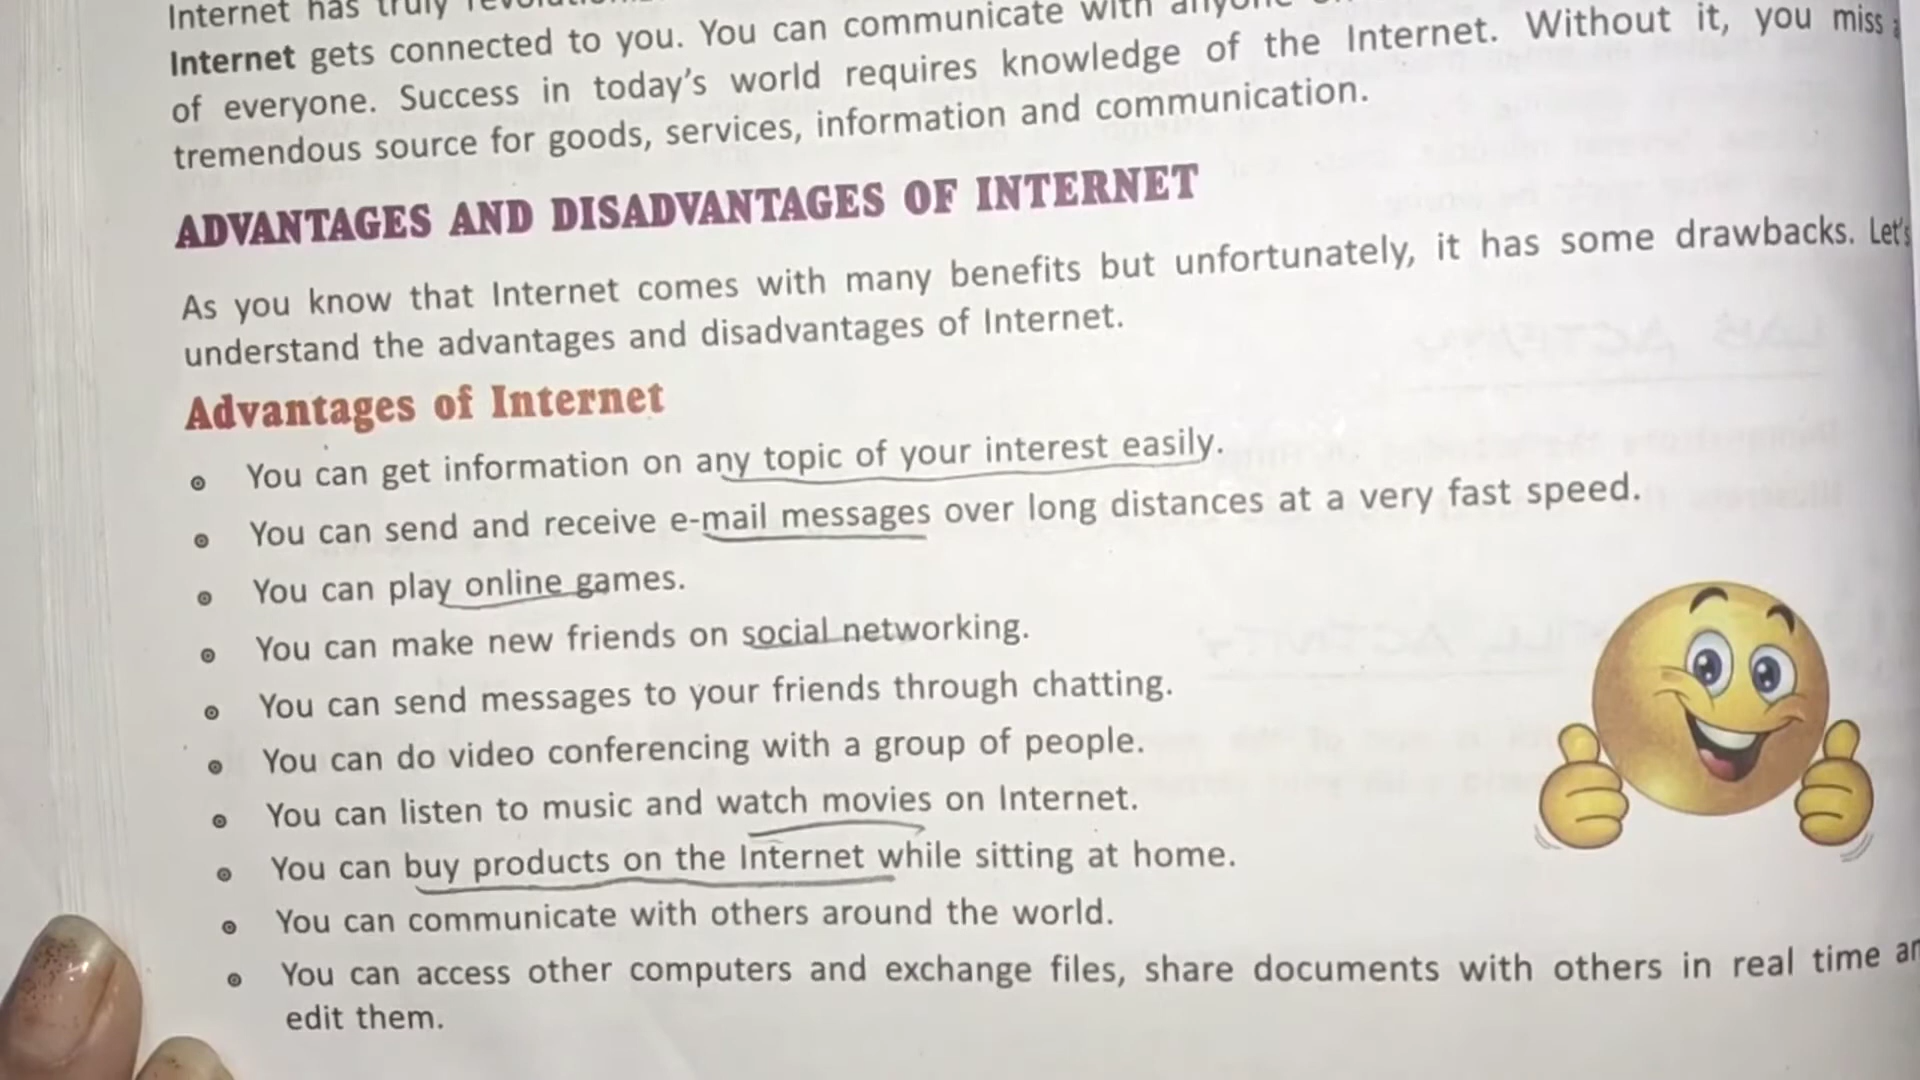 Internet has truly
Internet gets connected to you. You can communicate with
of everyone. Success in today's world requires knowledge of the Internet. Without it, you miss
tremendous source for goods, services, information and communication.
ADVANTAGES AND DISADVANTAGES OF INTERNET
As you know that Internet comes with many benefits but unfortunately, it has some drawbacks. Let's
understand the advantages and disadvantages of Internet.
Advantages of Internet
You can get information on any topic of your interest easily.
You can send and receive e-mail messages over long distances at a very fast speed.
You can play online games.
You can make new friends on social networking.
You can send messages to your friends through chatting.
You can do video conferencing with a group of people.
You can listen to music and watch movies on Internet.
You can buy products on the Internet while sitting at home.
You can communicate with others around the world.
You can access other computers and exchange files, share documents with others in real time
edit them.